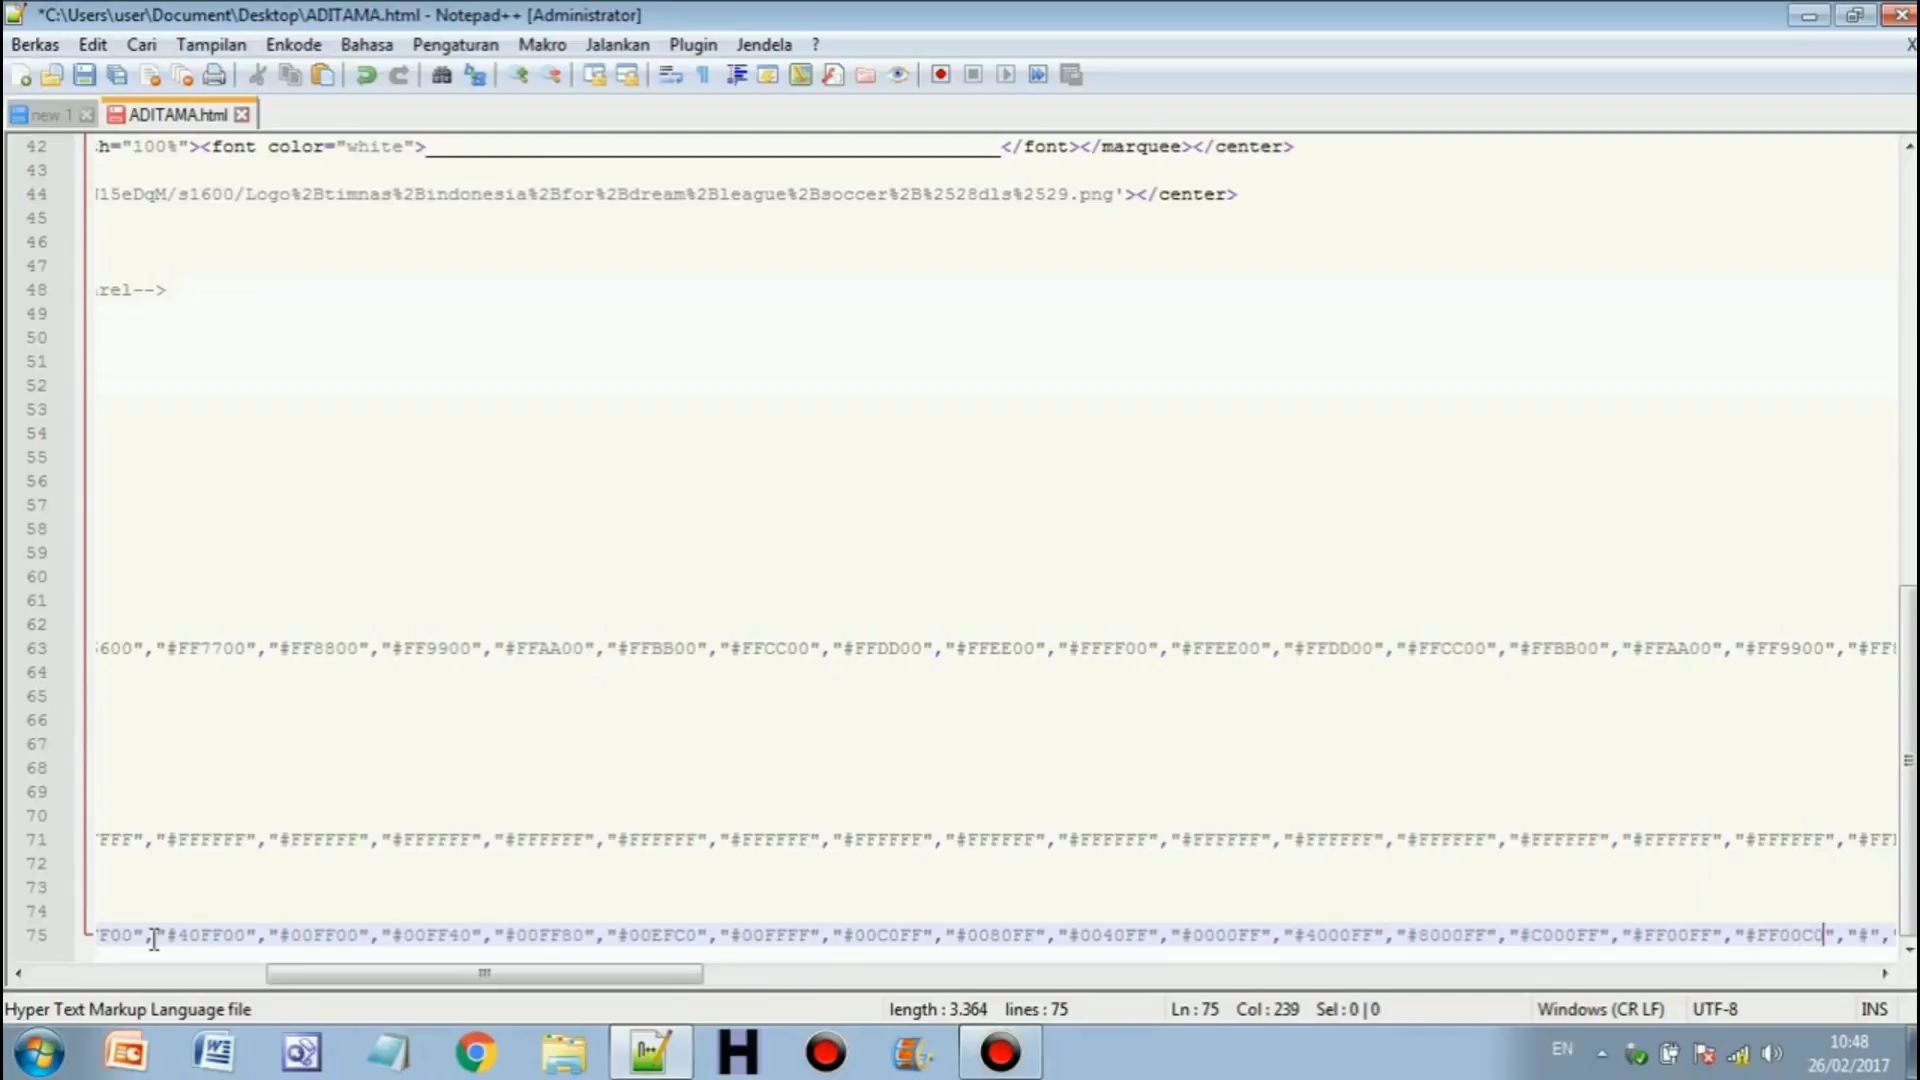 *C:\Users\user\Document\Desktop\ADITAMA.html - Notepad++ [Administrator]
Berkas Edit Cari Tampilan Enkode Bahasa Pengaturan Makro Jalankan Plugin Jendela ? X
new 1 ADITAMA.html
42 h="100%"><font color="white">_________________________________________</font></marquee></center>
43
44 l15eDqM/s1600/Logo%2Btimnas%2Bindonesia%2Bfor%2Bdream%2Bleague%2Bsoccer%2B%2528dls%2529.png'></center>
45
46
47
48 rel-->
49
50
51
52
53
54
55
56
57
58
59
60
61
62
63 600","#FF7700","#FF8800","#FF9900","#FFAA00","#FFBB00","#FFCC00","#FFDD00","#FFEE00","#FFFF00","#FFEE00","#FFDD00","#FFCC00","#FFBB00","#FFAA00","#FF9900","#FF8
64
65
66
67
68
69
70
71 FFF","#FFFFFF","#FFFFFF","#FFFFFF","#FFFFFF","#FFFFFF","#FFFFFF","#FFFFFF","#FFFFFF","#FFFFFF","#FFFFFF","#FFFFFF","#FFFFFF","#FFFFFF","#FFFFFF","#FFFFFF","#FF
72
73
74
75 F00","#40FF00","#00FF00","#00FF40","#00FF80","#00EFC0","#00FFFF","#00C0FF","#0080FF","#0040FF","#0000FF","#4000FF","#8000FF","#C000FF","#FF00FF","#FF00C0","#","
Hyper Text Markup Language file length : 3.364 lines : 75 Ln : 75 Col : 239 Sel : 0 | 0 Windows (CR LF) UTF-8 INS
EN 10:48
26/02/2017